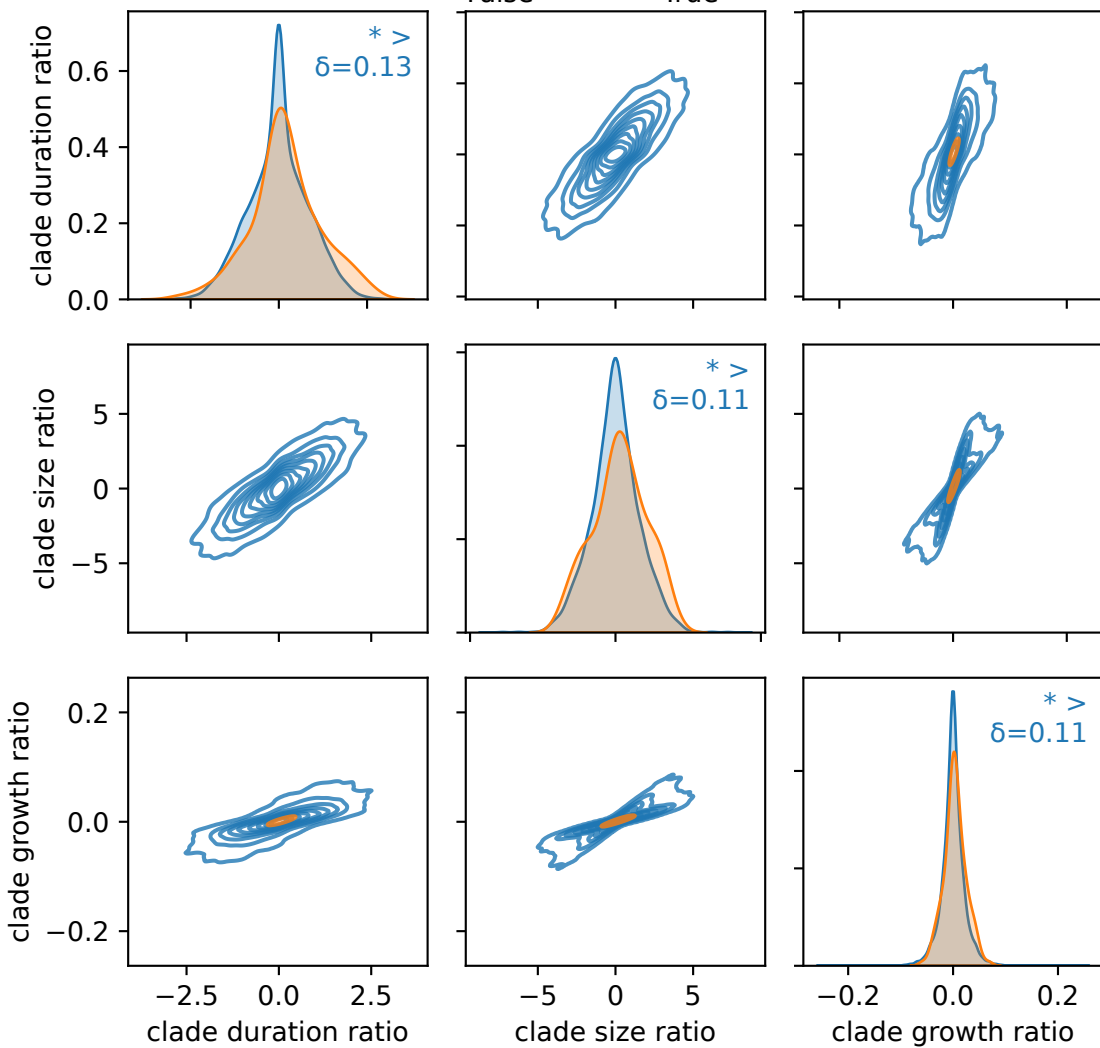 False True
clade duration ratio
0.6
0.4
0.2
0.0
* >
δ=0.13
clade size ratio
5
0
−5
* >
δ=0.11
clade growth ratio
0.2
0.0
−0.2
* >
δ=0.11
−2.5 0.0 2.5
−5 0 5
−0.2 0.0 0.2
clade duration ratio
clade size ratio
clade growth ratio